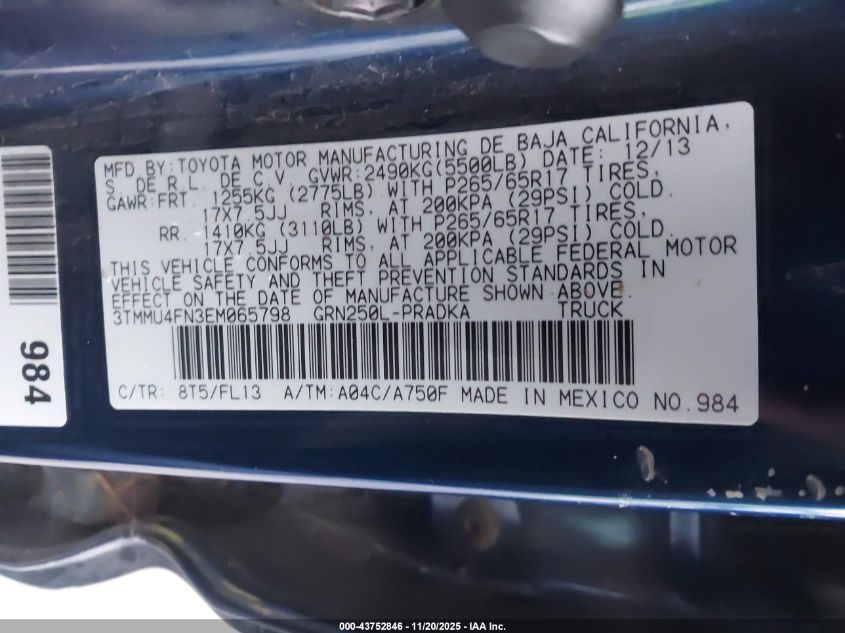 MFD.BY:TOYOTA MOTOR MANUFACTURING DE BAJA CALIFORNIA,
S. DE R.L. DE C.V. GVWR:2490KG(5500LB) DATE: 12/13
GAWR:FRT. 1255KG (2775LB) WITH P265/65R17 TIRES,
17X7.5JJ RIMS, AT 200KPA (29PSI) COLD.
RR. 1410KG (3110LB) WITH P265/65R17 TIRES,
17X7.5JJ RIMS, AT 200KPA (29PSI) COLD.
THIS VEHICLE CONFORMS TO ALL APPLICABLE FEDERAL MOTOR
VEHICLE SAFETY AND THEFT PREVENTION STANDARDS IN
EFFECT ON THE DATE OF MANUFACTURE SHOWN ABOVE.
3TMMU4FN3EM065798 GRN250L-PRADKA TRUCK
C/TR: 8T5/FL13 A/TM:A04C/A750F MADE IN MEXICO NO.984
984
000-43752846 - 11/20/2025 - IAA Inc.